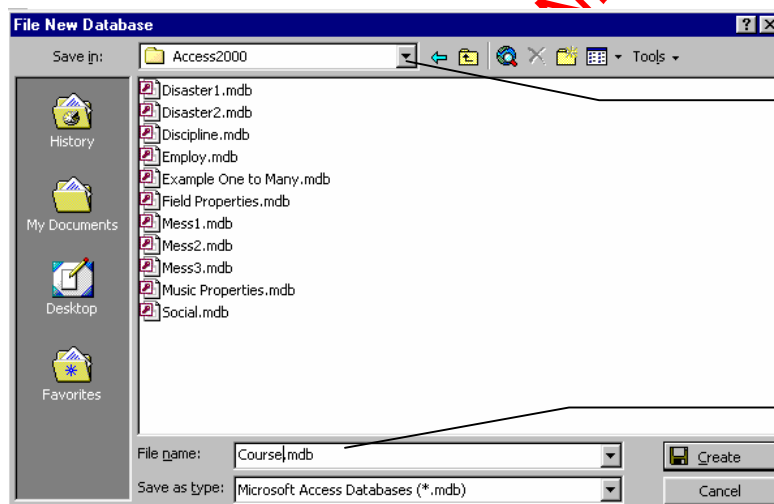 File New Database
Save in: Access2000 Tools
Disaster1.mdb
Disaster2.mdb
Discipline.mdb
Employ.mdb
Example One to Many.mdb
Field Properties.mdb
Mess1.mdb
Mess2.mdb
Mess3.mdb
Music Properties.mdb
Social.mdb
History
My Documents
Desktop
Favorites
File name: Course.mdb Create
Save as type: Microsoft Access Databases (*.mdb) Cancel